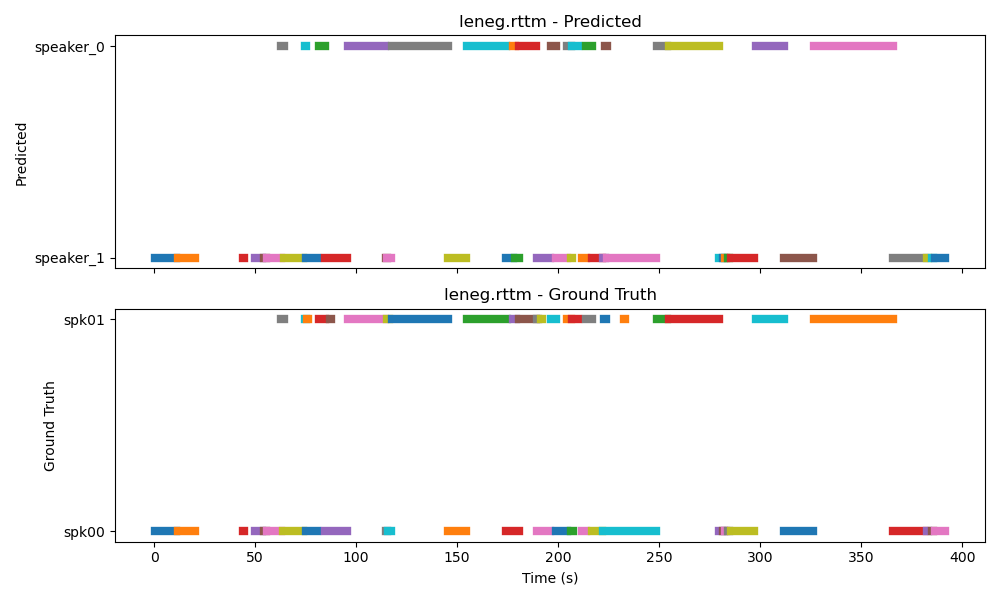 leneg.rttm - Predicted
speaker_0
Predicted
speaker_1
leneg.rttm - Ground Truth
spk01
Ground Truth
spk00
0 50 100 150 200 250 300 350 400
Time (s)